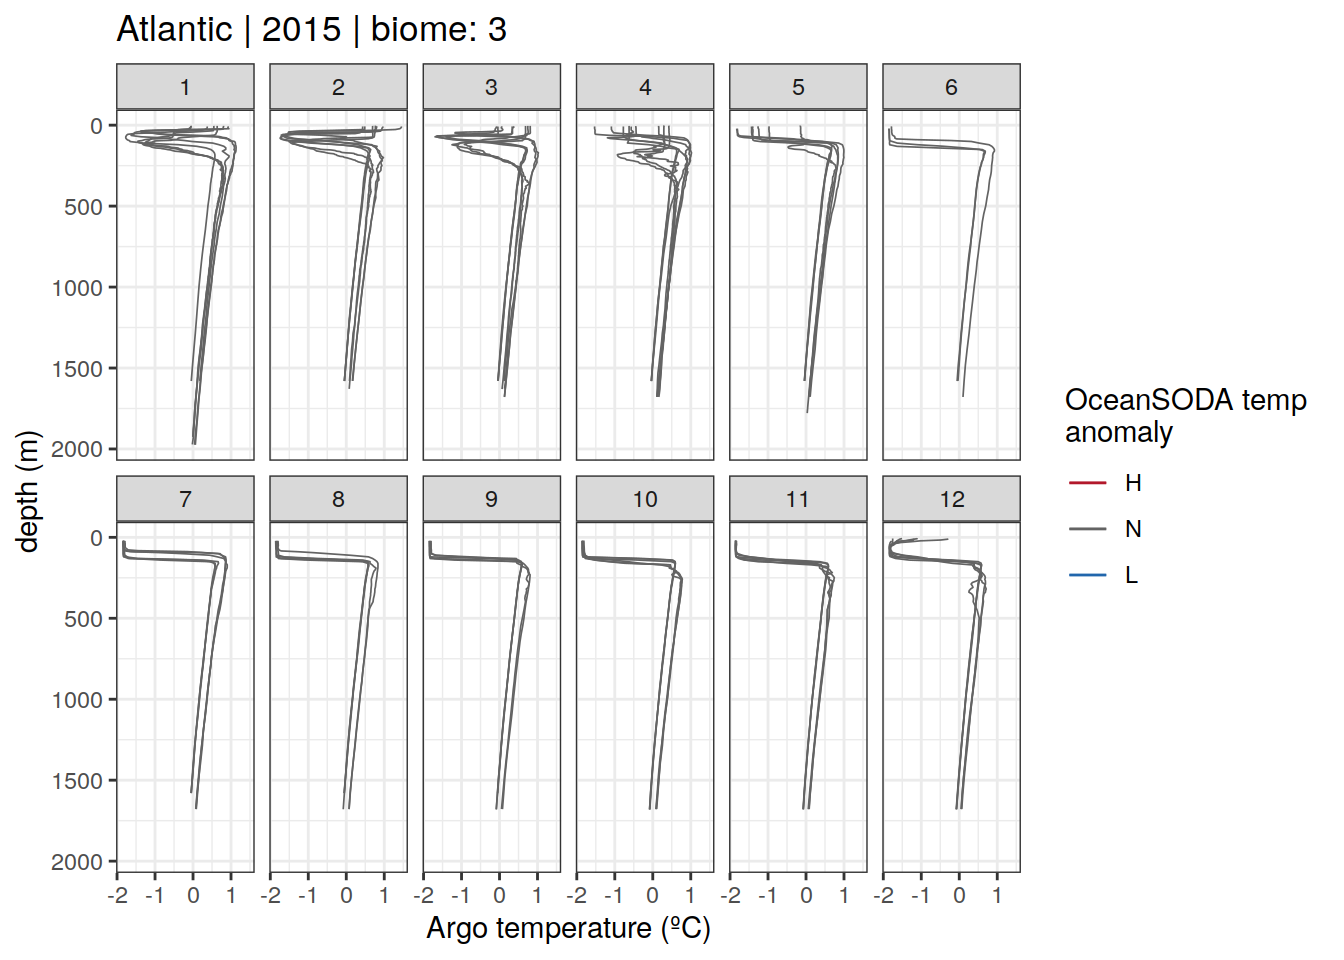 Atlantic | 2015 | biome: 3
1 2 3 4 5 6
0
500
1000
1500
2000
7 8 9 10 11 12
0
500
1000
1500
2000
-2 -1 0 1 -2 -1 0 1 -2 -1 0 1 -2 -1 0 1 -2 -1 0 1 -2 -1 0 1
depth (m)
Argo temperature (ºC)
OceanSODA temp
anomaly
H
N
L